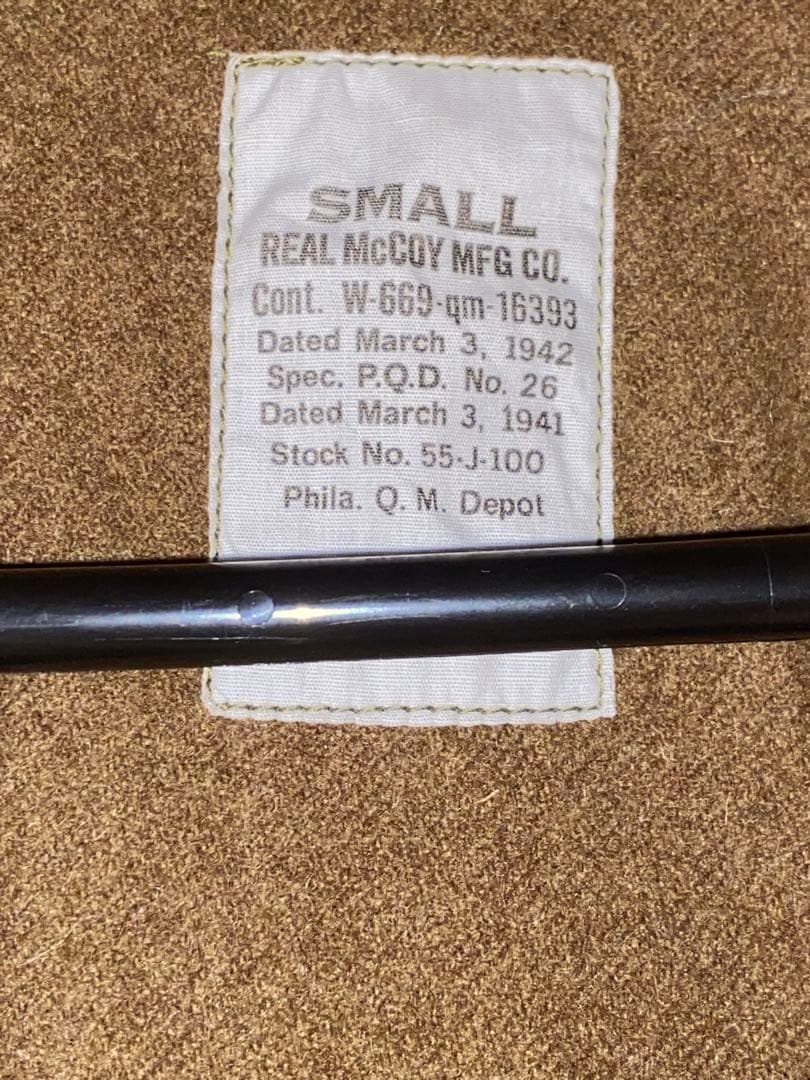 SMALL
REAL McCOY MFG CO.
Cont. W-669-qm-16393
Dated March 3, 1942
Spec. P.Q.D. No. 26
Dated March 3, 1941
Stock No. 55-J-100
Phila. Q. M. Depot